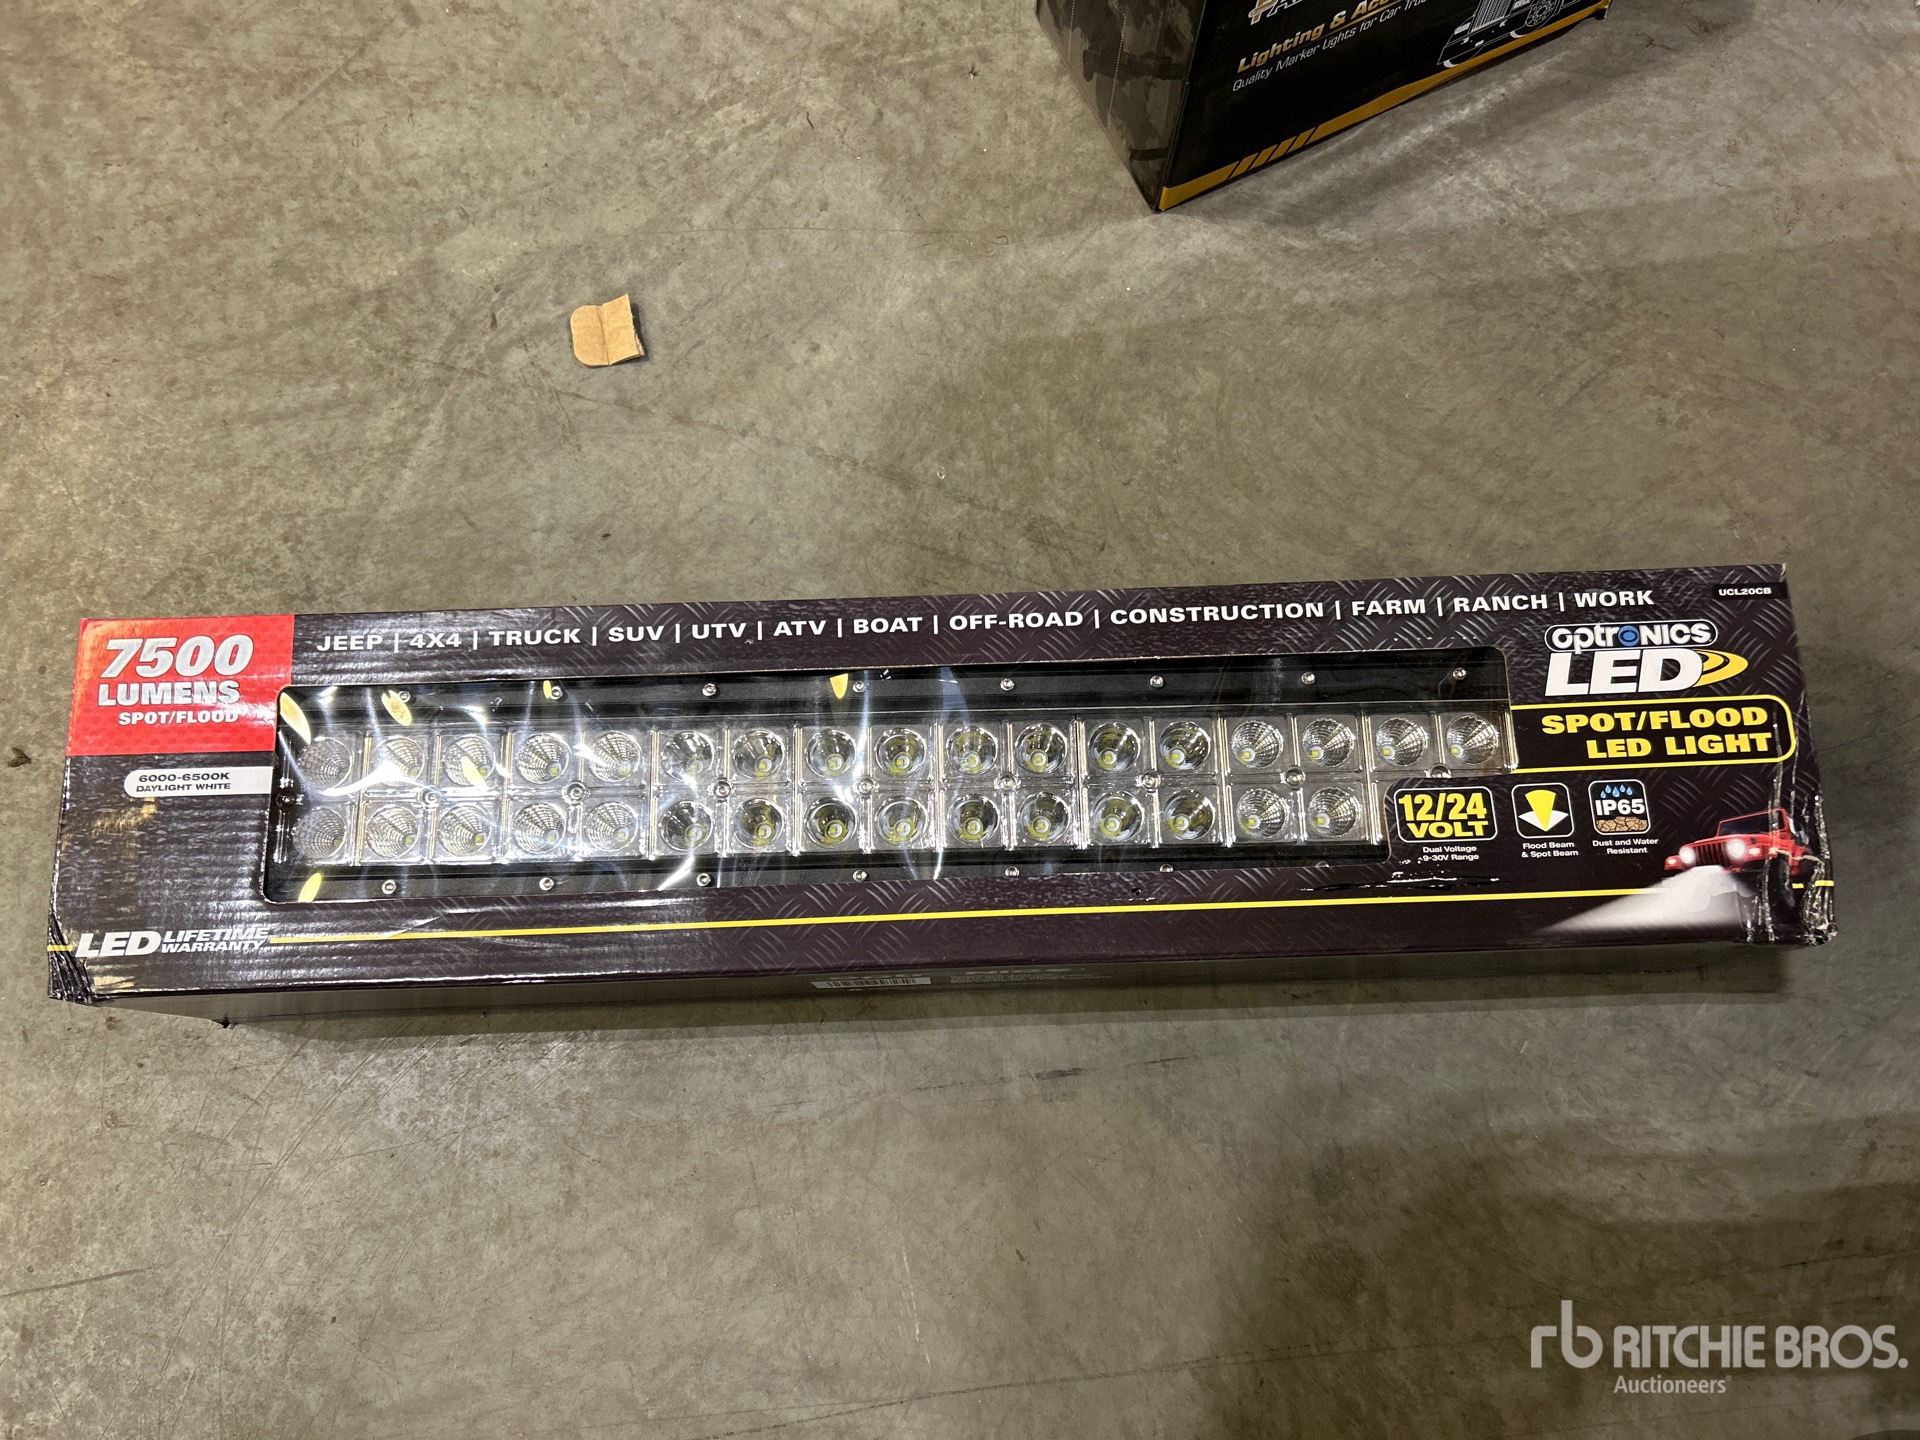 Lighting &
Quality Marker Lights for Car
UCL20CB
JEEP | 4X4 | TRUCK | SUV | UTV | ATV | BOAT | OFF-ROAD | CONSTRUCTION | FARM | RANCH | WORK
7500
LUMENS
SPOT/FLOOD
6000-6500K
DAYLIGHT WHITE
OPTRONICS
LED
SPOT/FLOOD
LED LIGHT
12/24
VOLT
Dual Voltage
9-30V Range
Flood Beam
& Spot Beam
IP65
Dust and Water
Resistant
LED LIFETIME
WARRANTY
rb RITCHIE BROS.
Auctioneers